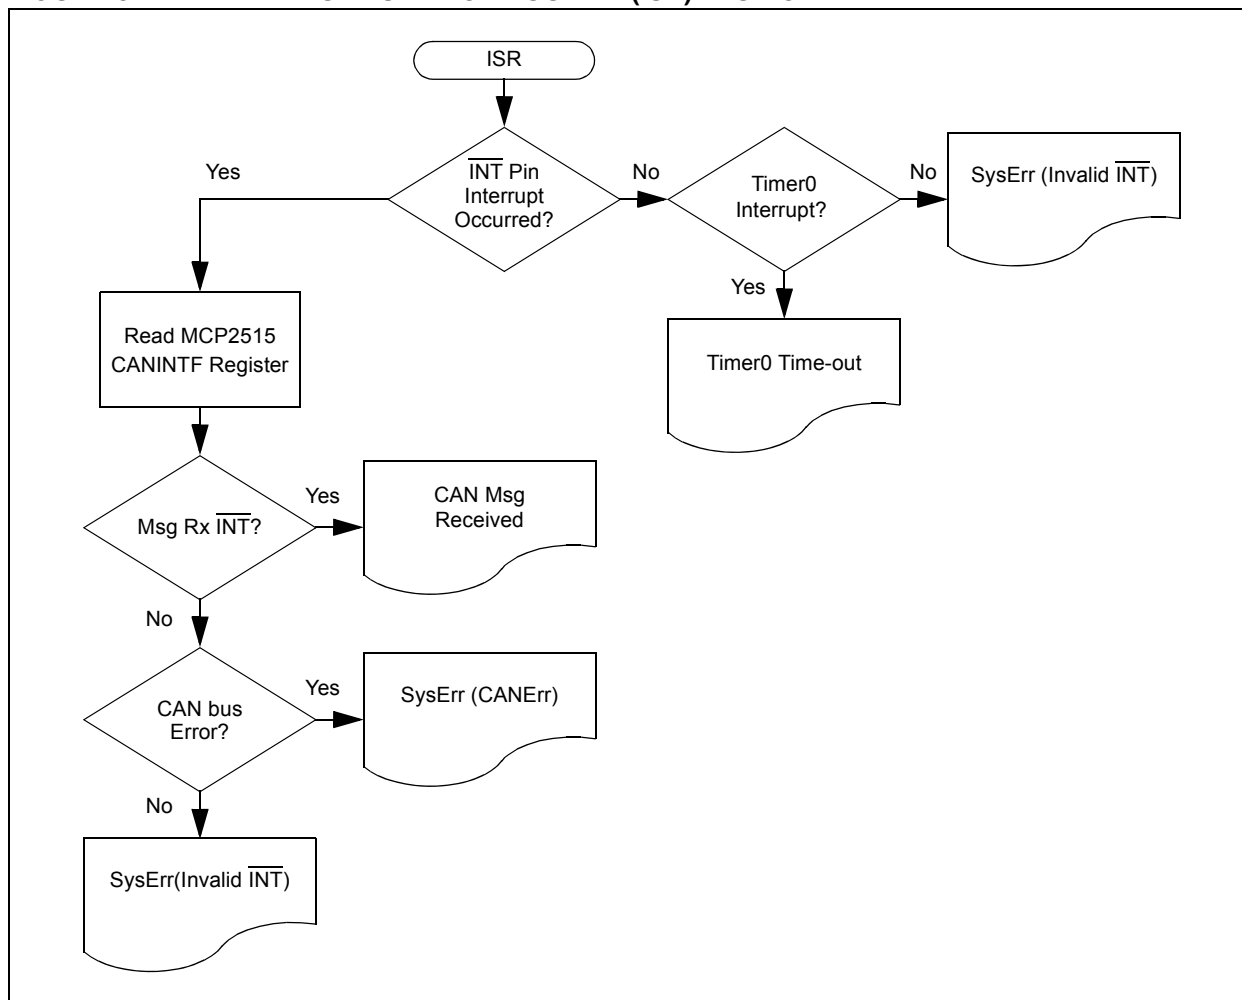 ISR
Yes
INT Pin
Interrupt
Occurred?
No
Timer0
Interrupt?
No
SysErr (Invalid INT)
Yes
Read MCP2515
CANINTF Register
Timer0 Time-out
Msg Rx INT?
Yes
CAN Msg
Received
No
CAN bus
Error?
Yes
SysErr (CANErr)
No
SysErr(Invalid INT)